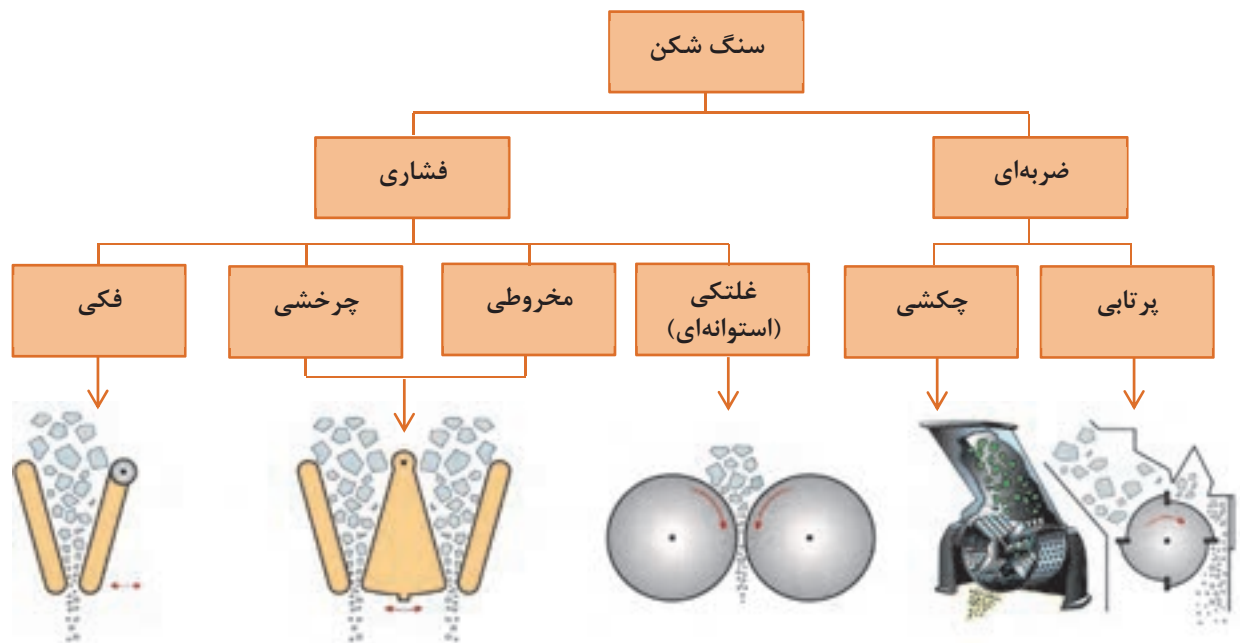 سنگ شکن
ضربه‌ای
فشاری
پرتابی
چکشی
غلتکی
(استوانه‌ای)
مخروطی
چرخشی
فکی